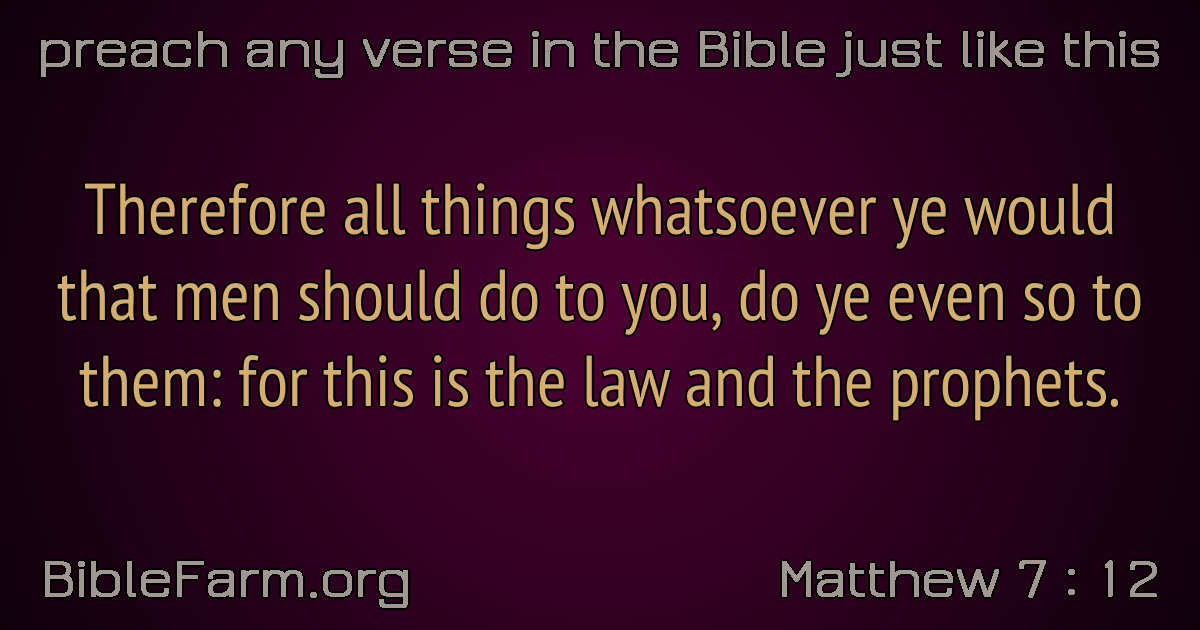 preach any verse in the Bible just like this
Therefore all things whatsoever ye would
that men should do to you, do ye even so to
them: for this is the law and the prophets.
BibleFarm.org
Matthew 7 : 12